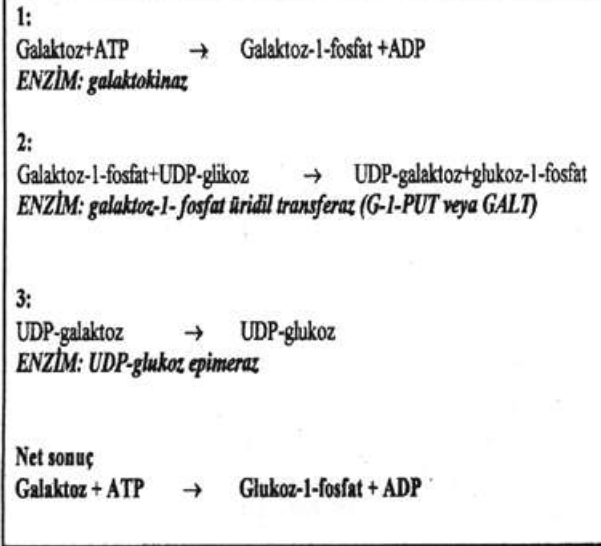 1:
Galaktoz+ATP → Galaktoz-1-fosfat +ADP
ENZİM: galaktokinaz
2:
Galaktoz-1-fosfat+UDP-glikoz → UDP-galaktoz+glukoz-1-fosfat
ENZİM: galaktoz-1- fosfat üridil transferaz (G-1-PUT veya GALT)
3:
UDP-galaktoz → UDP-glukoz
ENZİM: UDP-glukoz epimeraz
Net sonuç
Galaktoz + ATP → Glukoz-1-fosfat + ADP